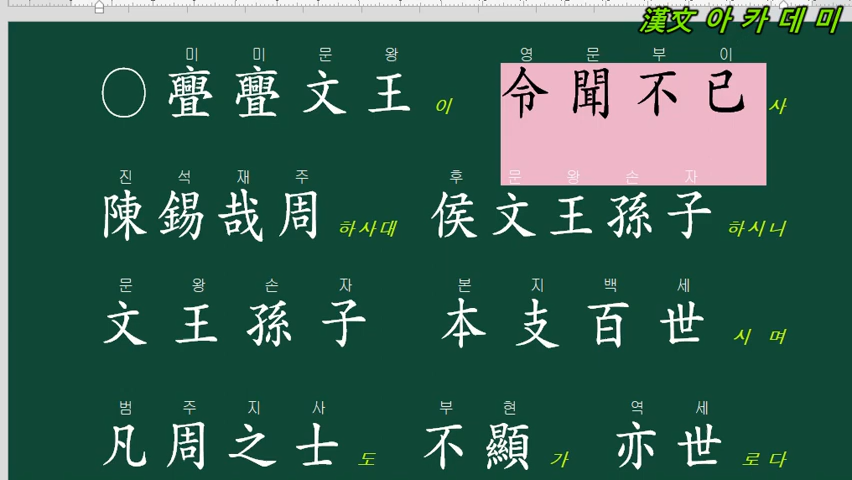 漢文 아카데미
미 미 문 왕 영 문 부 이
○ 亹 亹 文 王 이 令 聞 不 已 사
진 석 재 주 후 문 왕 손 자
陳 錫 哉 周 하사대 侯 文 王 孫 子 하시니
문 왕 손 자 본 지 백 세
文 王 孫 子 本 支 百 世 시 며
범 주 지 사 부 현 역 세
凡 周 之 士 도 不 顯 가 亦 世 로다